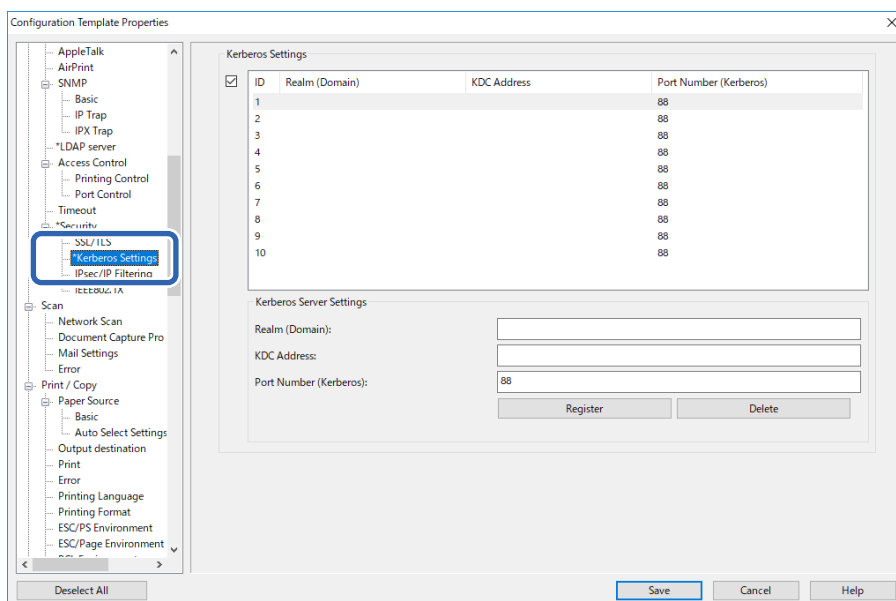 Configuration Template Properties
AppleTalk
AirPrint
SNMP
Basic
IP Trap
IPX Trap
*LDAP server
Access Control
Printing Control
Port Control
Timeout
*Security
SSL/TLS
*Kerberos Settings
IPsec/IP Filtering
IEEE802.1X
Scan
Network Scan
Document Capture Pro
Mail Settings
Error
Print / Copy
Paper Source
Basic
Auto Select Settings
Output destination
Print
Error
Printing Language
Printing Format
ESC/PS Environment
ESC/Page Environment
Kerberos Settings
ID Realm (Domain) KDC Address Port Number (Kerberos)
1 88
2 88
3 88
4 88
5 88
6 88
7 88
8 88
9 88
10 88
Kerberos Server Settings
Realm (Domain):
KDC Address:
Port Number (Kerberos): 88
Register Delete
Deselect All Save Cancel Help